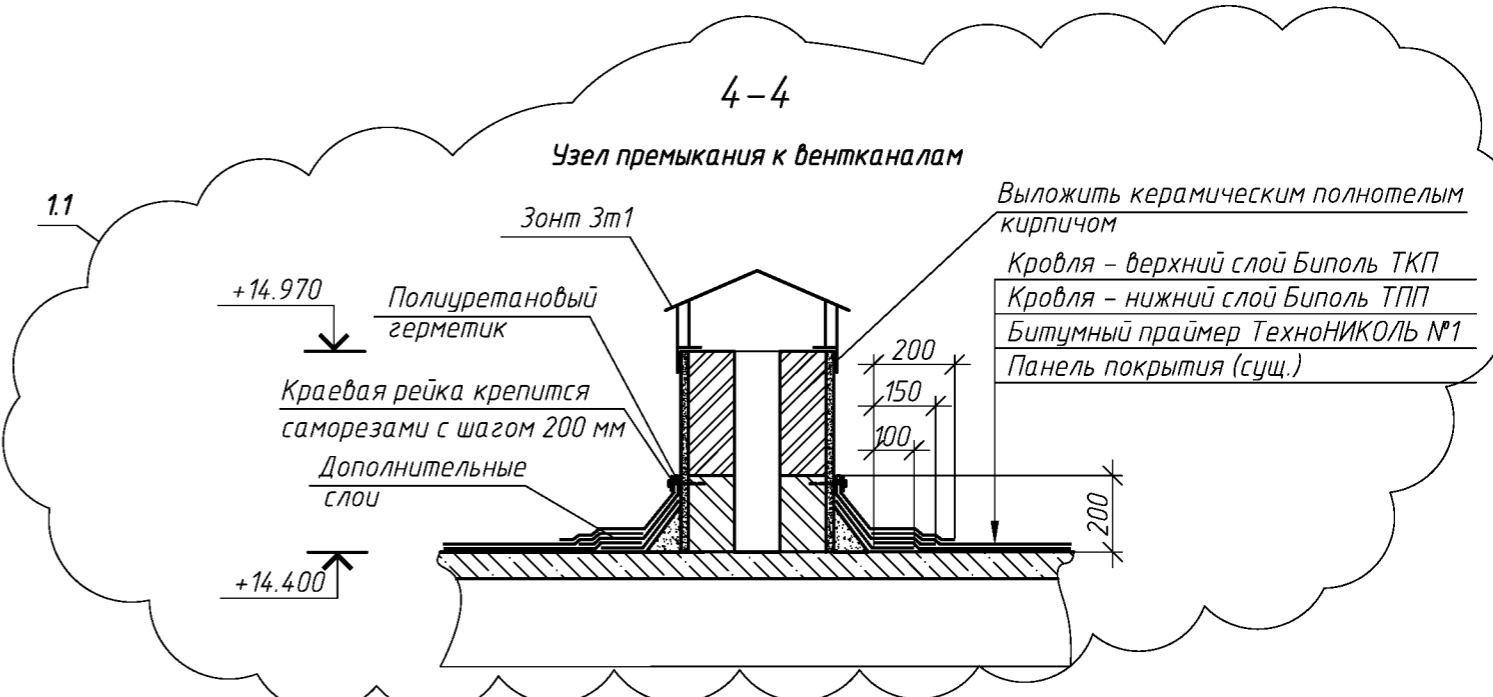 4-4
Узел премыкания к вентканалам
1.1
Зонт Зт1
Выложить керамическим полнотелым
кирпичом
Кровля - верхний слой Биполь ТКП
Кровля - нижний слой Биполь ТПП
Битумный праймер ТехноНИКОЛЬ №1
Панель покрытия (сущ.)
+14.970
Полиуретановый
герметик
Краевая рейка крепится
саморезами с шагом 200 мм
Дополнительные
слои
+14.400
200
150
100
200